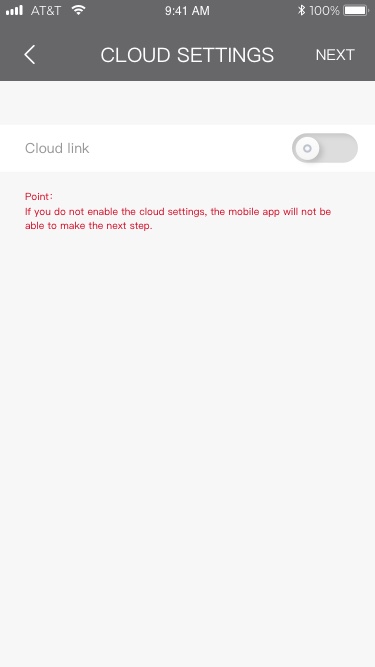 AT&T 9:41 AM 100%
CLOUD SETTINGS NEXT
Cloud link
Point:
If you do not enable the cloud settings, the mobile app will not be
able to make the next step.